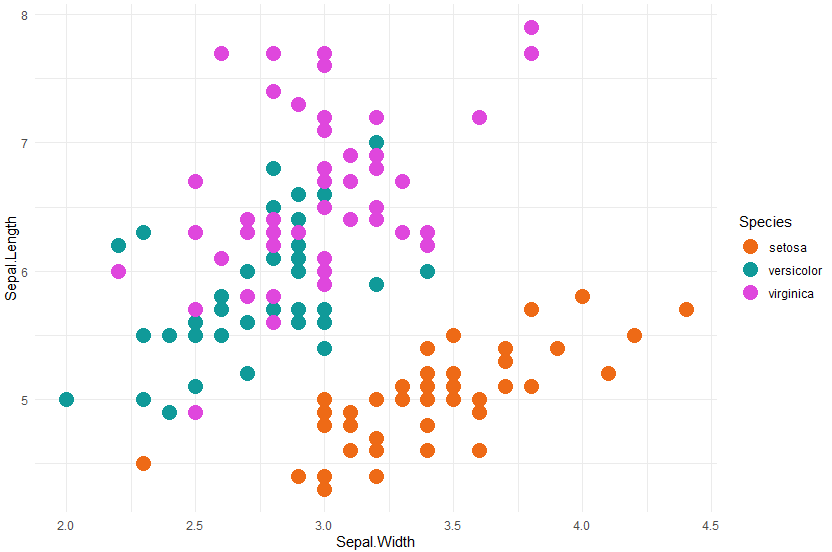 8
7
6
5
Sepal.Length
2.0 2.5 3.0 3.5 4.0 4.5
Sepal.Width
Species
setosa
versicolor
virginica